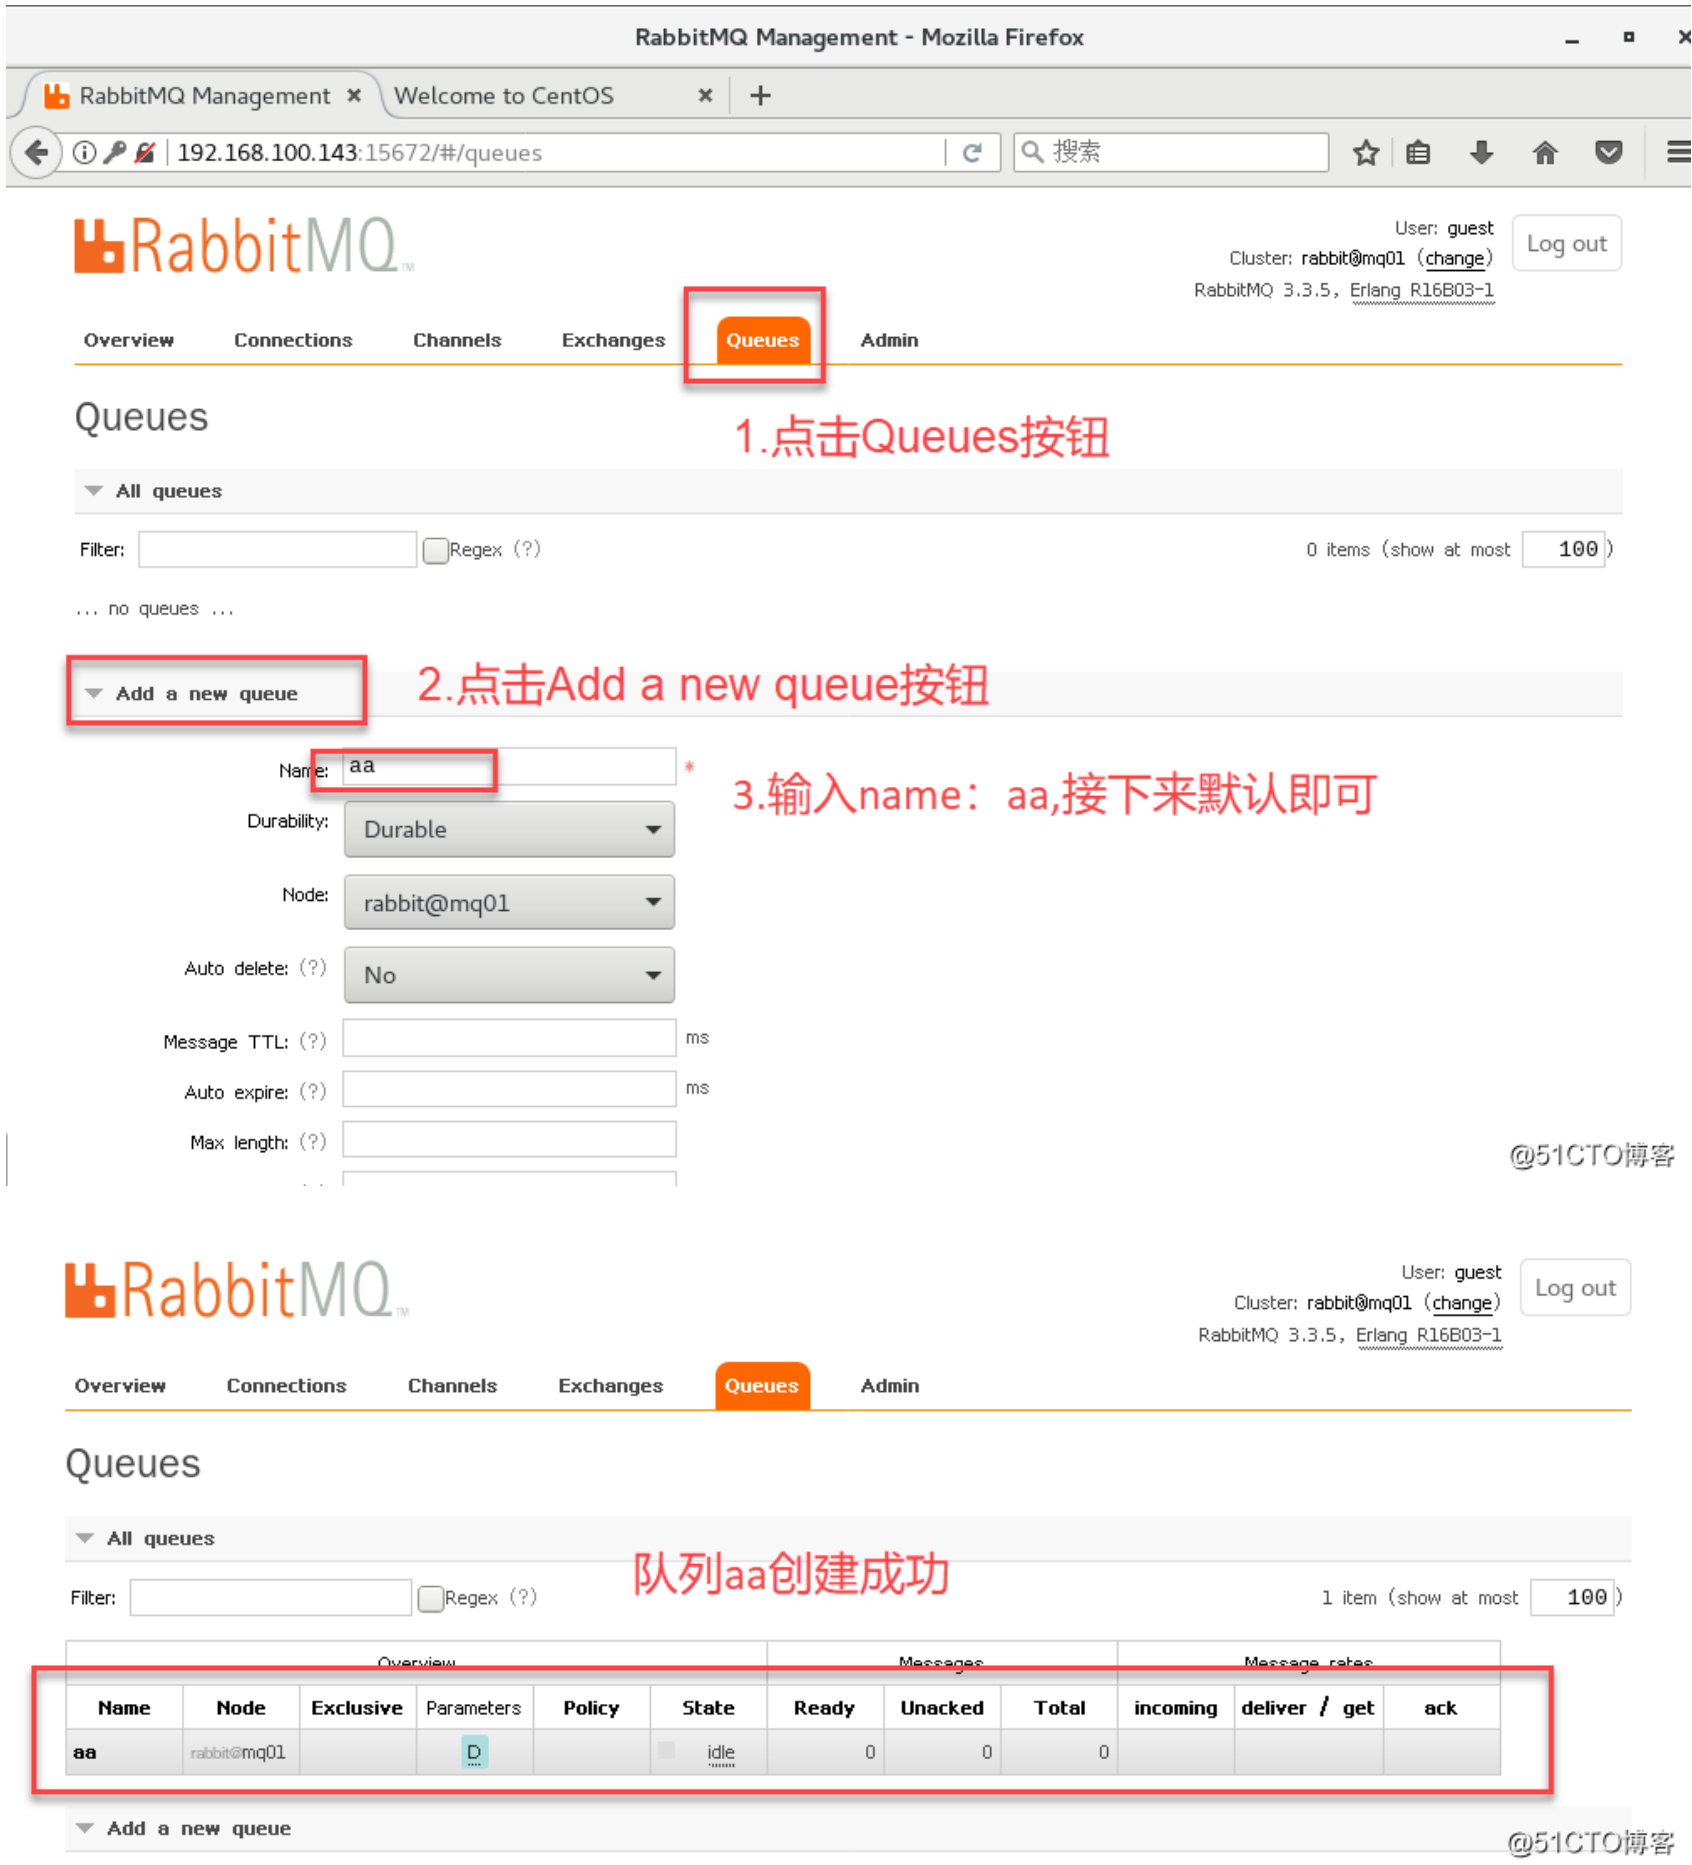 RabbitMQ Management - Mozilla Firefox
RabbitMQ Management
Welcome to CentOS
192.168.100.143:15672/#/queues
搜索
RabbitMQ TM
User: guest
Cluster: rabbit@mq01 (change)
RabbitMQ 3.3.5, Erlang R16B03-1
Log out
Overview Connections Channels Exchanges Queues Admin
Queues
1.点击Queues按钮
All queues
Filter: Regex (?) 0 items (show at most 100)
... no queues ...
Add a new queue
2.点击Add a new queue按钮
Name: aa *
3.输入name：aa,接下来默认即可
Durability: Durable
Node: rabbit@mq01
Auto delete: (?) No
Message TTL: (?) ms
Auto expire: (?) ms
Max length: (?)
@51CTO博客
RabbitMQ TM
User: guest
Cluster: rabbit@mq01 (change)
RabbitMQ 3.3.5, Erlang R16B03-1
Log out
Overview Connections Channels Exchanges Queues Admin
Queues
All queues
队列aa创建成功
Filter: Regex (?) 1 item (show at most 100)
Overview Messages Message rates
Name Node Exclusive Parameters Policy State Ready Unacked Total incoming deliver / get ack
aa rabbit@mq01 D idle 0 0 0
Add a new queue
@51CTO博客